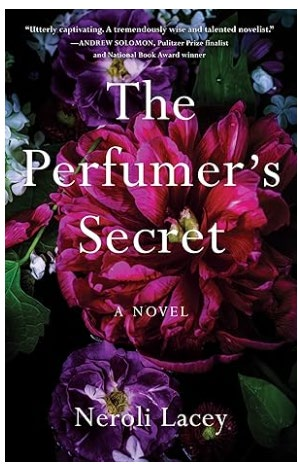 "Utterly captivating. A tremendously wise and talented novelist."
—ANDREW SOLOMON, Pulitzer Prize finalist
and National Book Award winner
The
Perfumer's
Secret
A NOVEL
Neroli Lacey